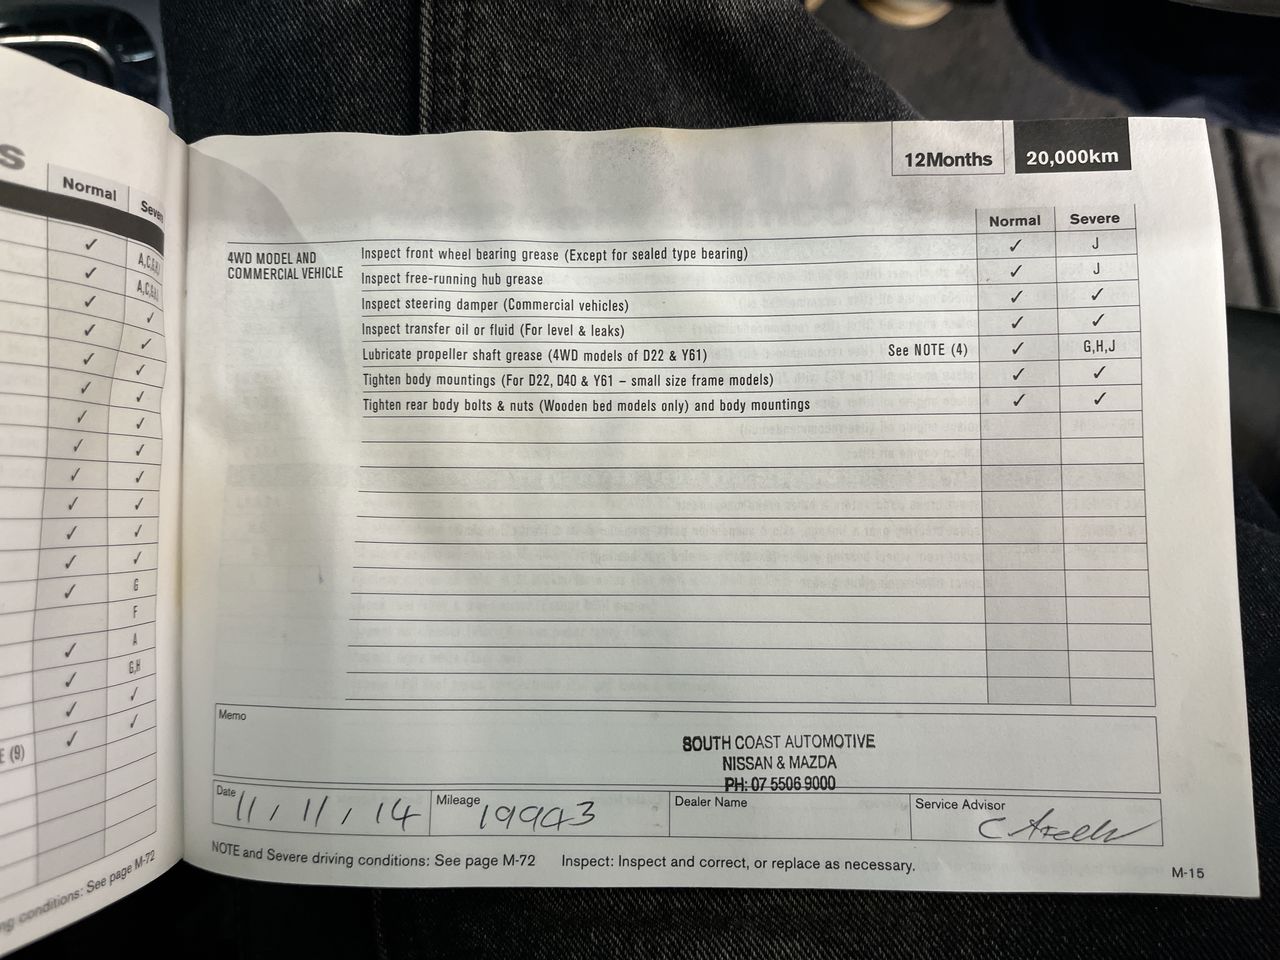 s
Normal Severe
✓ A,C,G,H,I
✓ A,C,G,H,I
✓ ✓
✓ ✓
✓ ✓
✓ ✓
✓ ✓
✓ ✓
✓ ✓
✓ ✓
✓ ✓
✓ ✓
✓ G
F
✓ A
✓ G,H
✓ ✓
E (9) ✓ ✓
ng conditions: See page M-72
12Months 20,000km
Normal Severe
4WD MODEL AND
COMMERCIAL VEHICLE
Inspect front wheel bearing grease (Except for sealed type bearing) ✓ J
Inspect free-running hub grease ✓ J
Inspect steering damper (Commercial vehicles) ✓ ✓
Inspect transfer oil or fluid (For level & leaks) ✓ ✓
Lubricate propeller shaft grease (4WD models of D22 & Y61) See NOTE (4) ✓ G,H,J
Tighten body mountings (For D22, D40 & Y61 – small size frame models) ✓ ✓
Tighten rear body bolts & nuts (Wooden bed models only) and body mountings ✓ ✓
Memo
SOUTH COAST AUTOMOTIVE
NISSAN & MAZDA
PH: 07 5506 9000
Date 11 / 11 / 14 Mileage 19943 Dealer Name Service Advisor C
NOTE and Severe driving conditions: See page M-72 Inspect: Inspect and correct, or replace as necessary.
M-15